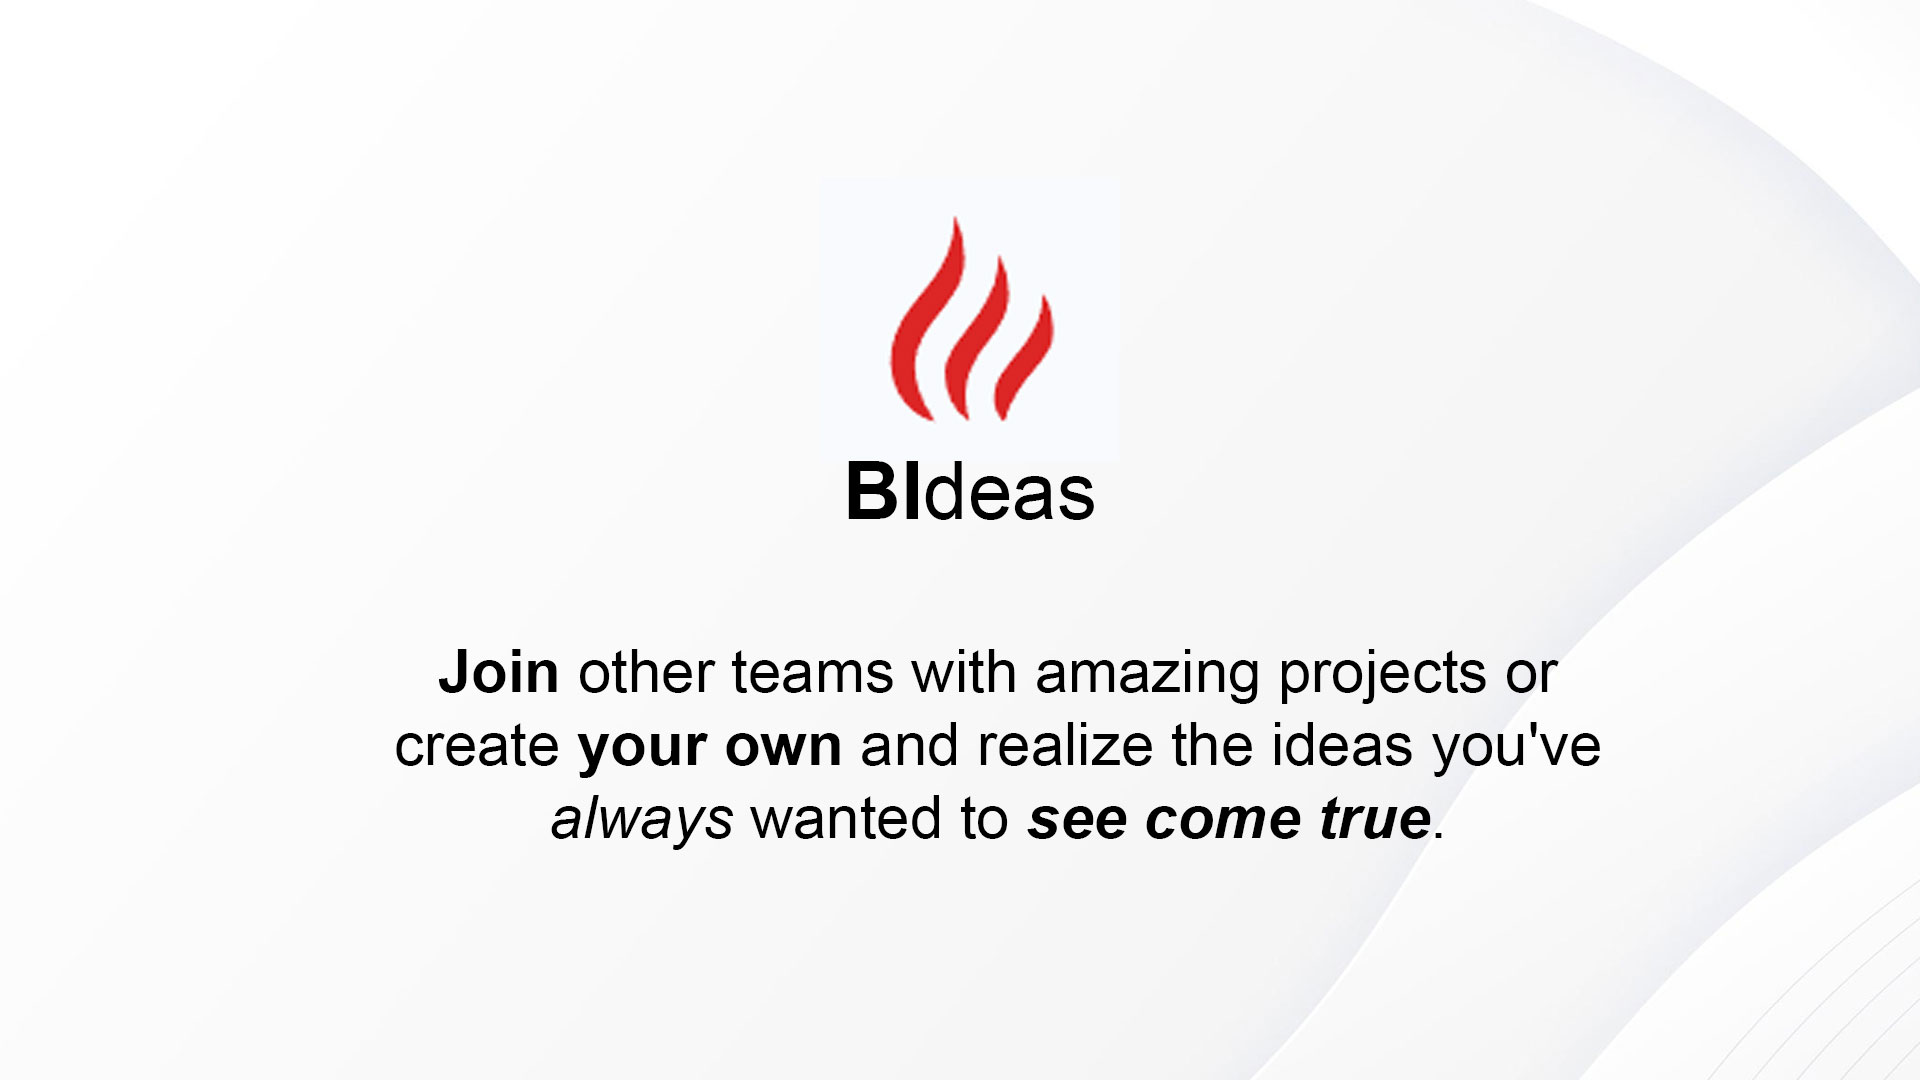 BIdeas
Join other teams with amazing projects or
create your own and realize the ideas you've
always wanted to see come true.